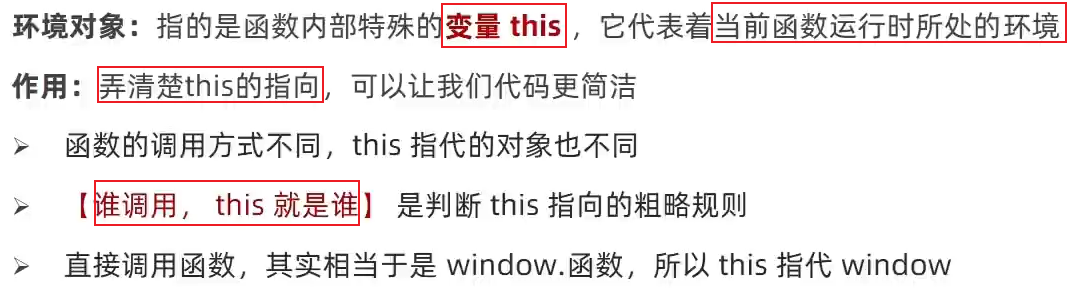 环境对象：指的是函数内部特殊的变量 this ，它代表着当前函数运行时所处的环境
作用：弄清楚this的指向，可以让我们代码更简洁
➢ 函数的调用方式不同，this 指代的对象也不同
➢ 【谁调用， this 就是谁】 是判断 this 指向的粗略规则
➢ 直接调用函数，其实相当于是 window.函数，所以 this 指代 window